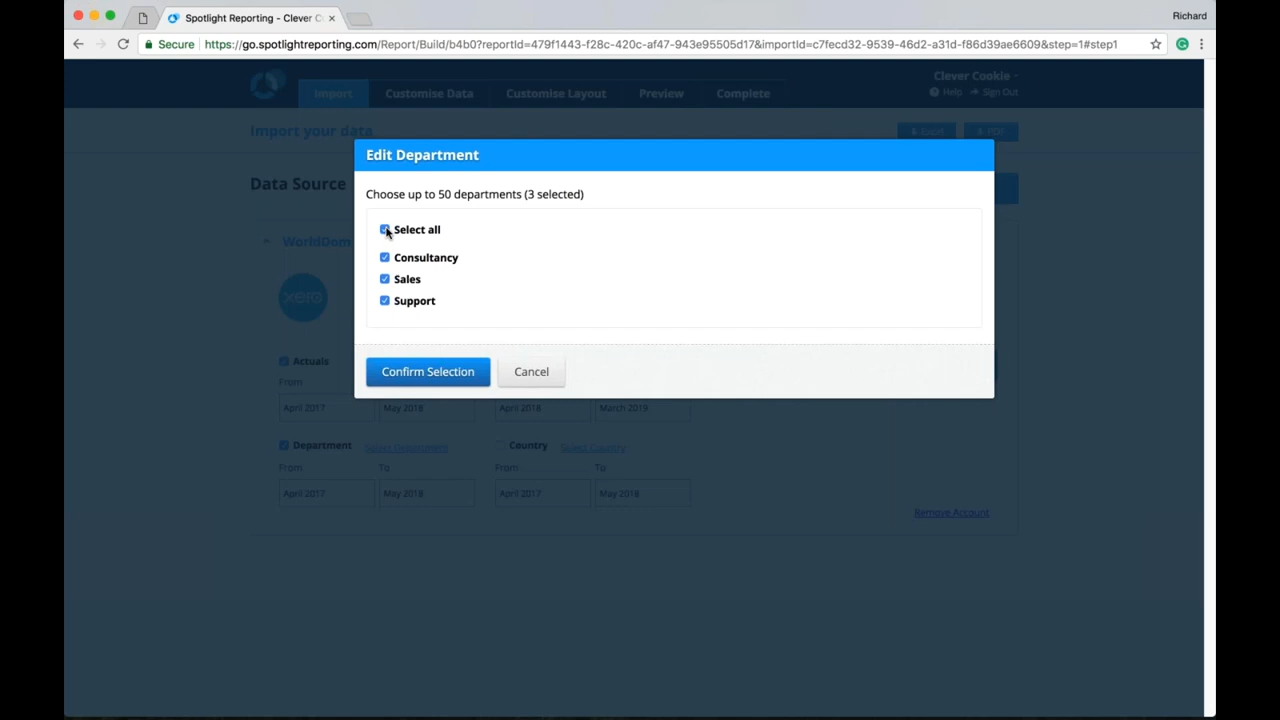 Richard
Spotlight Reporting - Clever C
Secure https://go.spotlightreporting.com/Report/Build/b4b0?reportId=479f1443-f28c-420c-af47-943e95505d17&importId=c7fecd32-9539-46d2-a31d-f86d39ae6609&step=1#step1
Clever Cookie
Import Customise Data Customise Layout Preview Complete
Help Sign Out
Import your data
Excel PDF
Edit Department
Data Source
Choose up to 50 departments (3 selected)
Select all
WorldDom
Consultancy
Sales
xero
Support
Actuals
Confirm Selection Cancel
From
April 2017 May 2018 April 2018 March 2019
Department Select Department Country Select Country
From To From To
April 2017 May 2018 April 2017 May 2018
Remove Account